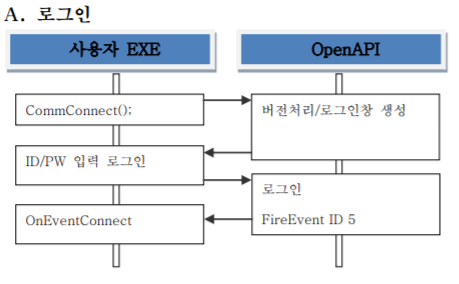 A. 로그인
사용자 EXE
OpenAPI
CommConnect();
버전처리/로그인창 생성
ID/PW 입력 로그인
로그인
FireEvent ID 5
OnEventConnect